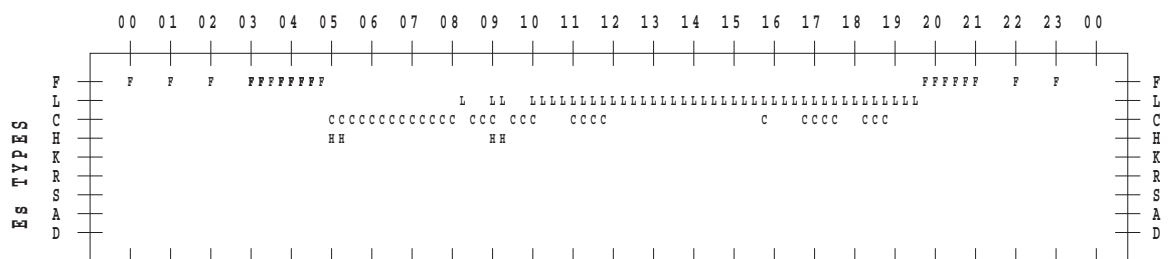 00 01 02 03 04 05 06 07 08 09 10 11 12 13 14 15 16 17 18 19 20 21 22 23 00
F F F F FFFFFFFF FFFFFF F F F
L L LL LLLLLLLLLLLLLLLLLLLLLLLLLLLLLLLLLLLLLLL L
C CCCCCCCCCCCCC CCC CCC CCCC C CCCC CCC C
H HH HH H
K K
R R
S S
A A
D D
Es TYPES